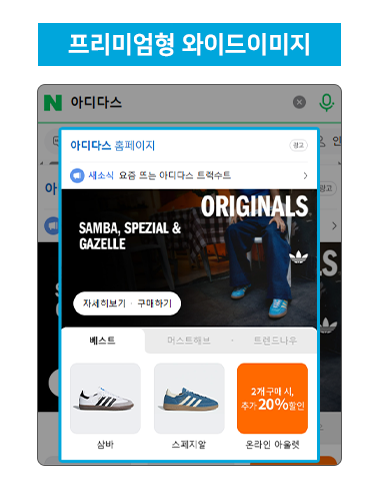 프리미엄형 와이드이미지
N 아디다스
아디다스 홈페이지
광고
새소식 요즘 뜨는 아디다스 트랙수트
ORIGINALS
SAMBA, SPEZIAL &
GAZELLE
자세히보기 · 구매하기
베스트
머스트해브
트렌드나우
2개 구매 시,
추가 20% 할인
삼바
스페지알
온라인 아울렛